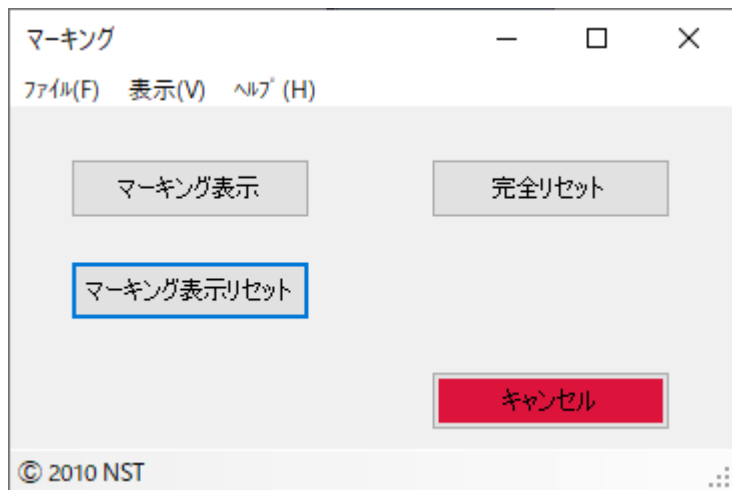 マーキング
ﾌｧｲﾙ(F) 表示(V) ﾍﾙﾌﾟ(H)
マーキング表示 完全リセット
マーキング表示リセット
キャンセル
© 2010 NST